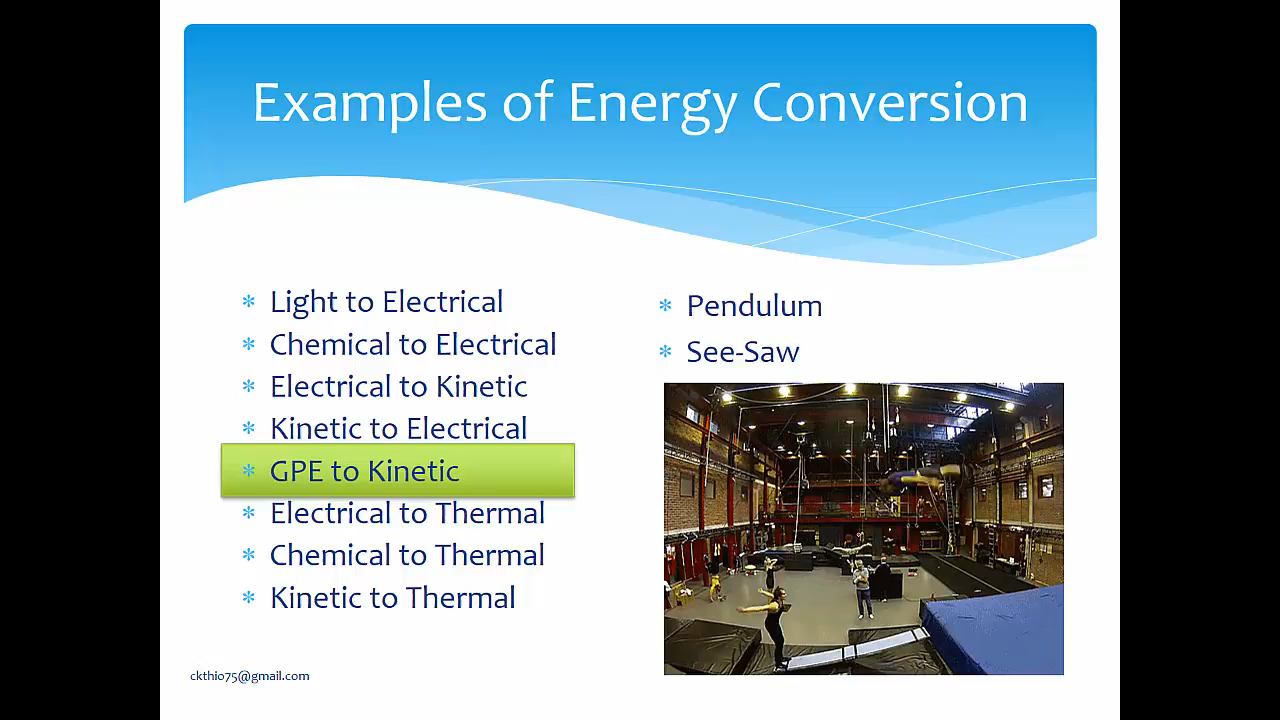 Examples of Energy Conversion
* Light to Electrical
* Chemical to Electrical
* Electrical to Kinetic
* Kinetic to Electrical
* GPE to Kinetic
* Electrical to Thermal
* Chemical to Thermal
* Kinetic to Thermal
* Pendulum
* See-Saw
ckthio75@gmail.com